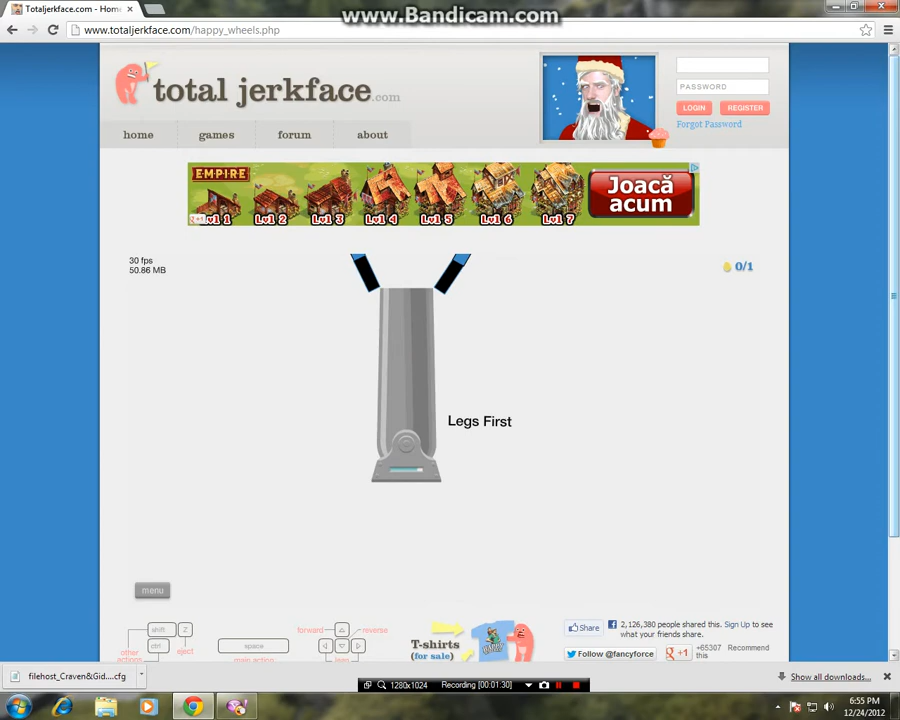 www.Bandicam.com
Totaljerkface.com - Hom
www.totaljerkface.com/happy_wheels.php
total jerkface.com
PASSWORD
LOGIN
REGISTER
Forgot Password
home
games
forum
about
EMPIRE
Lvl 1
Lvl 2
Lvl 3
Lvl 4
Lvl 5
Lvl 6
Lvl 7
Joacă
acum
30 fps
50.86 MB
0/1
Legs First
menu
shift
Z
ctrl
other
actions
eject
space
main action
forward
reverse
lean
T-shirts
(for sale)
Share
2,126,380 people shared this. Sign Up to see
what your friends share.
Follow @fancyforce
+1
+65307
Recommend
this
filehost_Craven&Gid....cfg
Show all downloads...
1280x1024
Recording [00:01:30]
6:55 PM
12/24/2012